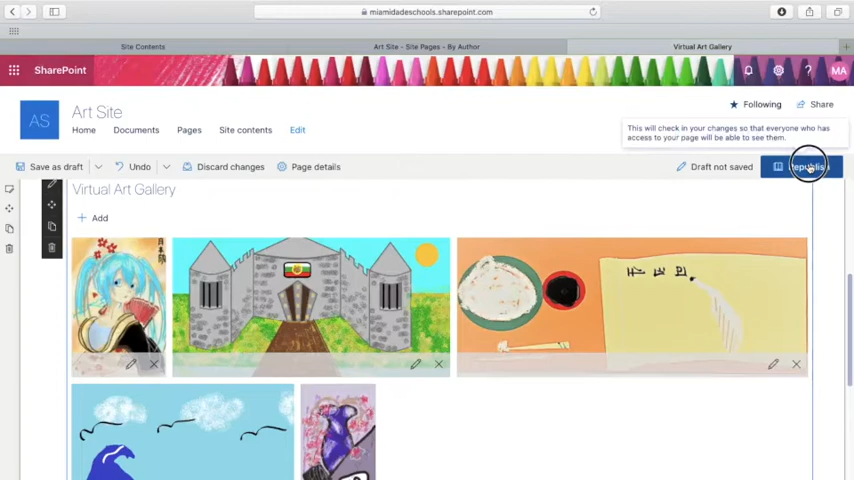 miamidadeschools.sharepoint.com
Site Contents
Art Site - Site Pages - By Author
Virtual Art Gallery
SharePoint
MA
AS
Art Site
Following
Share
Home
Documents
Pages
Site contents
Edit
This will check in your changes so that everyone who has
access to your page will be able to see them.
Save as draft
Undo
Discard changes
Page details
Draft not saved
Republish
Virtual Art Gallery
Add